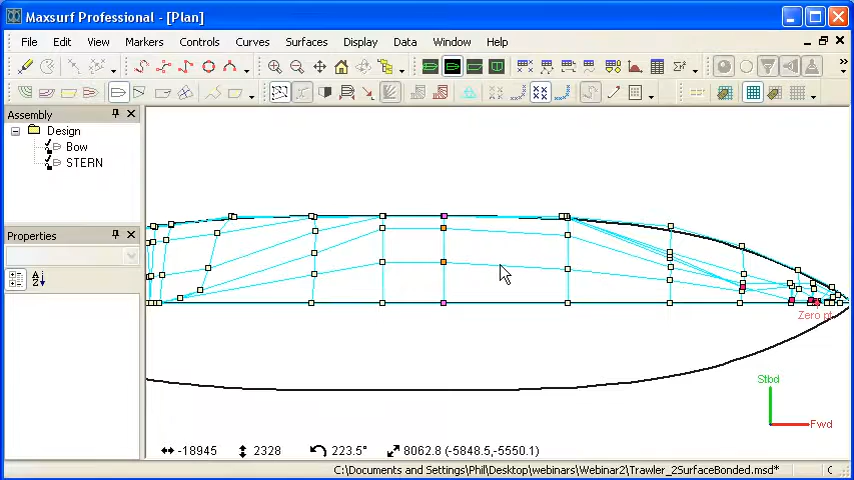 Maxsurf Professional - [Plan]
File Edit View Markers Controls Curves Surfaces Display Data Window Help
Assembly
Design
Bow
STERN
Properties
Zero pt
Stbd
Fwd
-18945 2328 223.5° 8062.8 (-5848.5,-5550.1)
C:\Documents and Settings\Phil\Desktop\webinars\Webinar2\Trawler_2SurfaceBonded.msd*